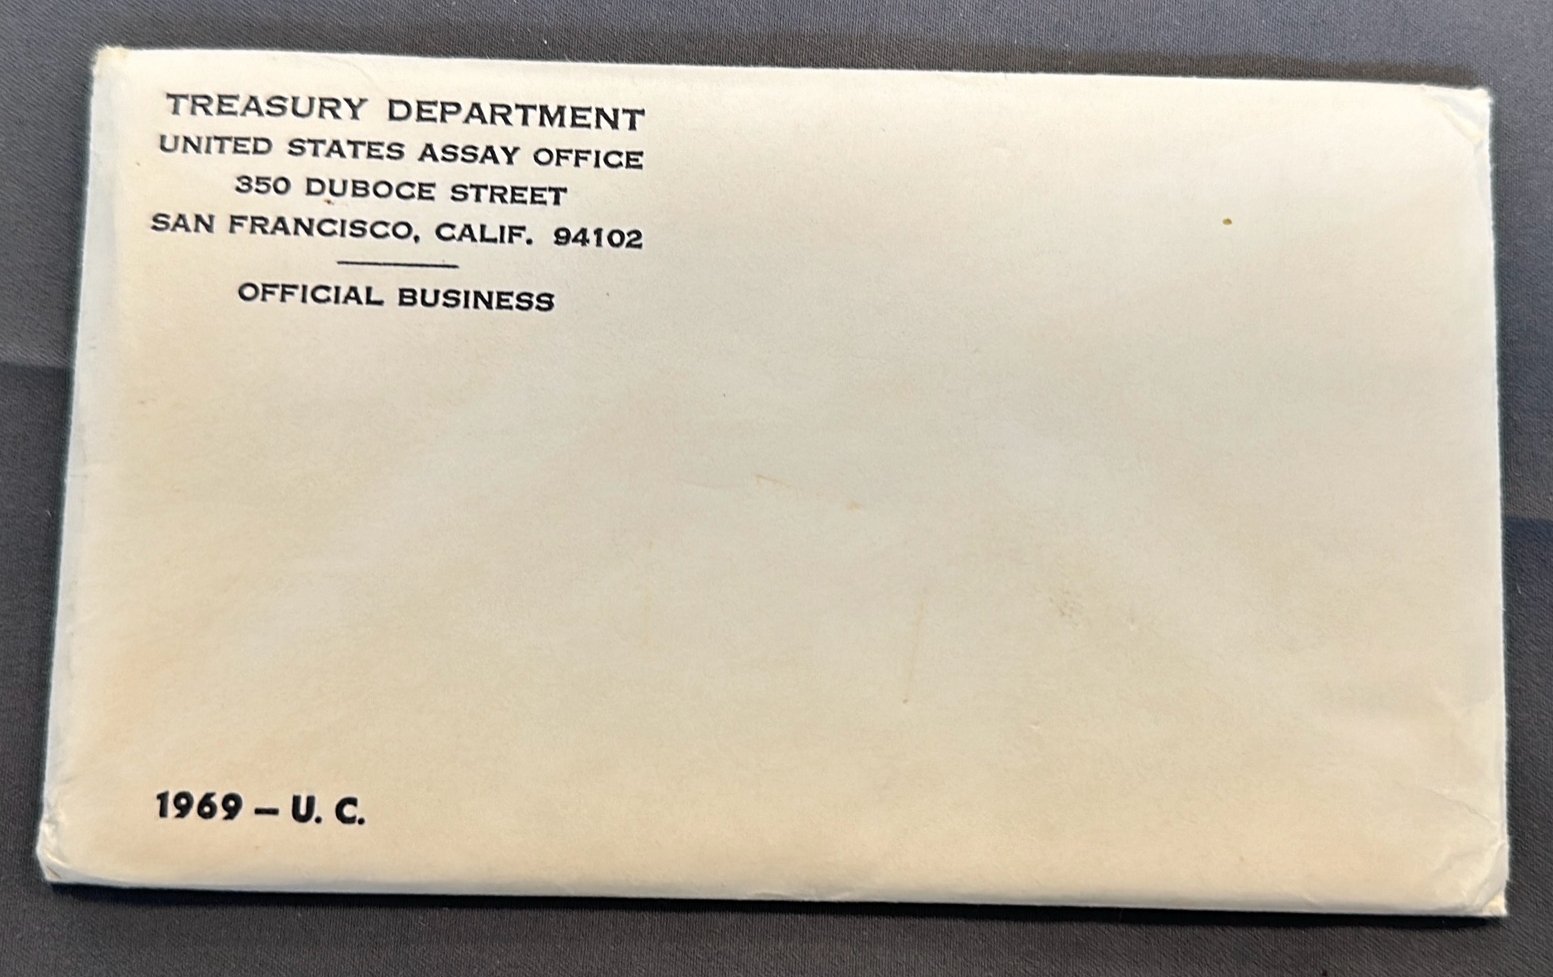 TREASURY DEPARTMENT
UNITED STATES ASSAY OFFICE
350 DUBOCE STREET
SAN FRANCISCO, CALIF. 94102
OFFICIAL BUSINESS
1969 – U. C.